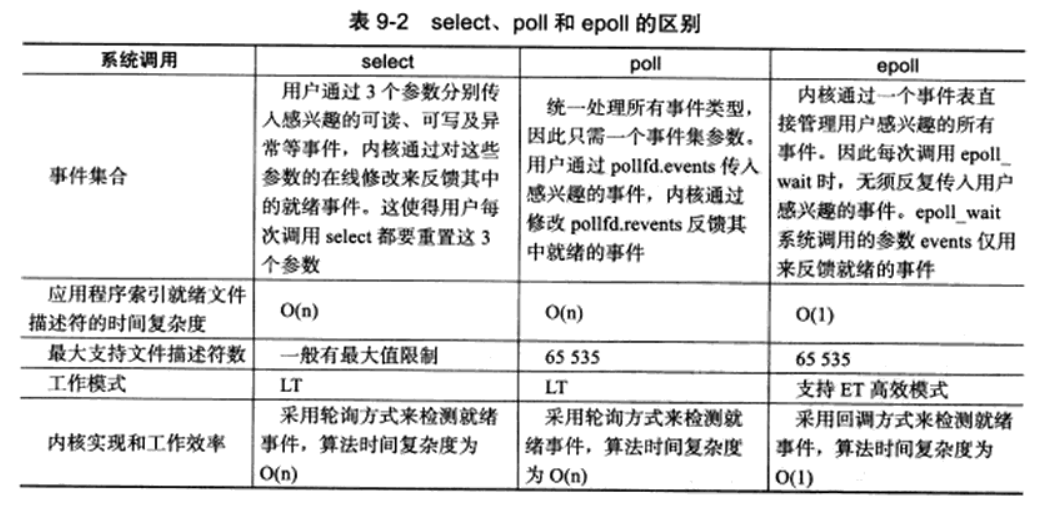 表 9-2 select、poll 和 epoll 的区别
系统调用
select
poll
epoll
事件集合
用户通过 3 个参数分别传
入感兴趣的可读、可写及异
常等事件，内核通过对这些
参数的在线修改来反馈其中
的就绪事件。这使得用户每
次调用 select 都要重置这 3
个参数
统一处理所有事件类型，
因此只需一个事件集参数。
用户通过 pollfd.events 传入
感兴趣的事件，内核通过
修改 pollfd.revents 反馈其
中就绪的事件
内核通过一个事件表直
接管理用户感兴趣的所有
事件。因此每次调用 epoll_
wait 时，无须反复传入用户
感兴趣的事件。epoll_wait
系统调用的参数 events 仅用
来反馈就绪的事件
应用程序索引就绪文件
描述符的时间复杂度
O(n)
O(n)
O(1)
最大支持文件描述符数
一般有最大值限制
65 535
65 535
工作模式
LT
LT
支持 ET 高效模式
内核实现和工作效率
采用轮询方式来检测就绪
事件，算法时间复杂度为
O(n)
采用轮询方式来检测就
绪事件，算法时间复杂度
为 O(n)
采用回调方式来检测就绪
事件，算法时间复杂度为
O(1)